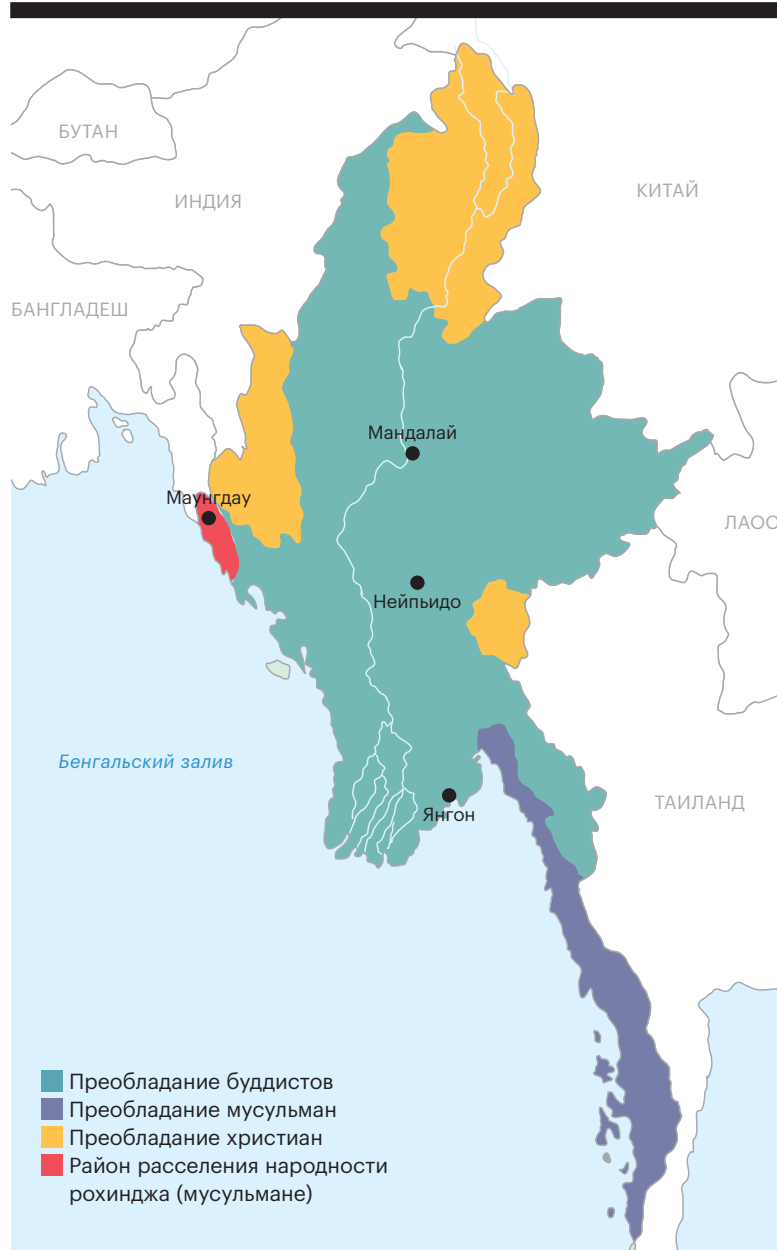 БУТАН
ИНДИЯ
КИТАЙ
БАНГЛАДЕШ
Мандалай
Маунгдау
ЛАОС
Нейпьидо
Бенгальский залив
Янгон
ТАИЛАНД
Преобладание буддистов
Преобладание мусульман
Преобладание христиан
Район расселения народности
рохинджа (мусульмане)